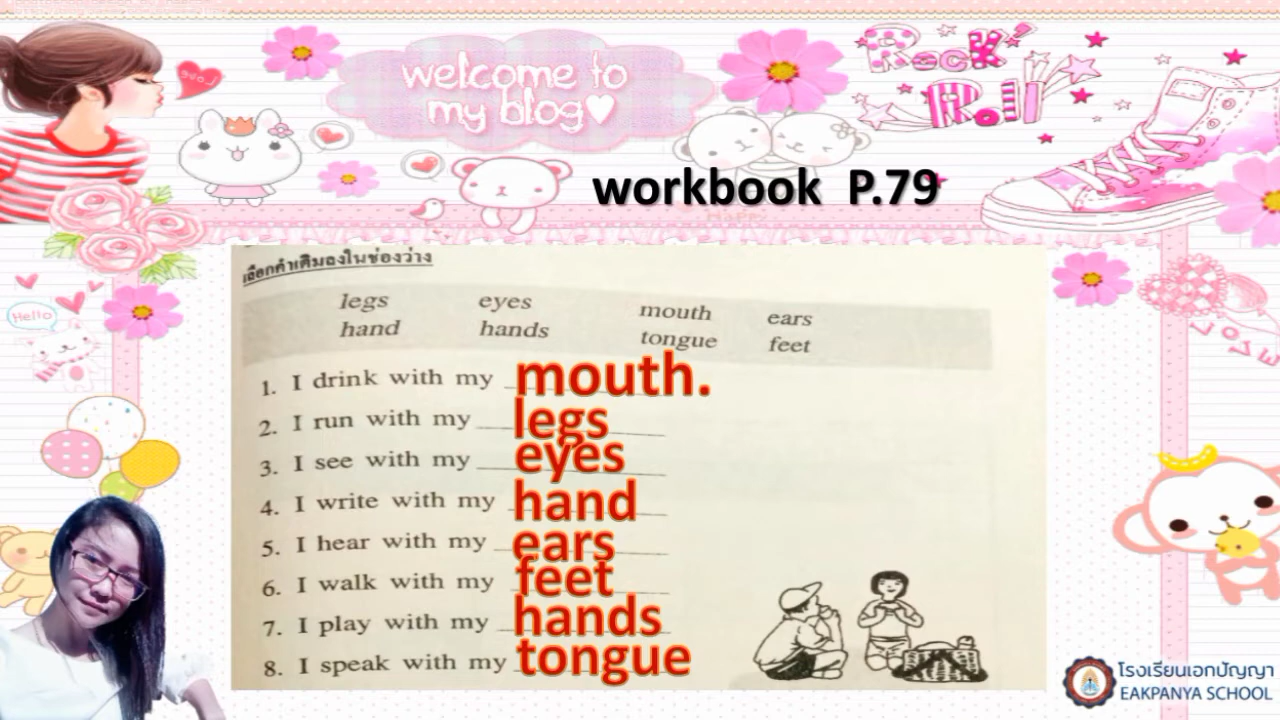 welcome to
my blog♥
Love
Rock!
Roll
workbook P.79
Hello
LOVE
เลือกคำเติมลงในช่องว่าง
legs eyes mouth ears
hand hands tongue feet
1. I drink with my mouth.
2. I run with my legs
3. I see with my eyes
4. I write with my hand
5. I hear with my ears
6. I walk with my feet
7. I play with my hands
8. I speak with my tongue
โรงเรียนเอกปัญญา
EAKPANYA SCHOOL